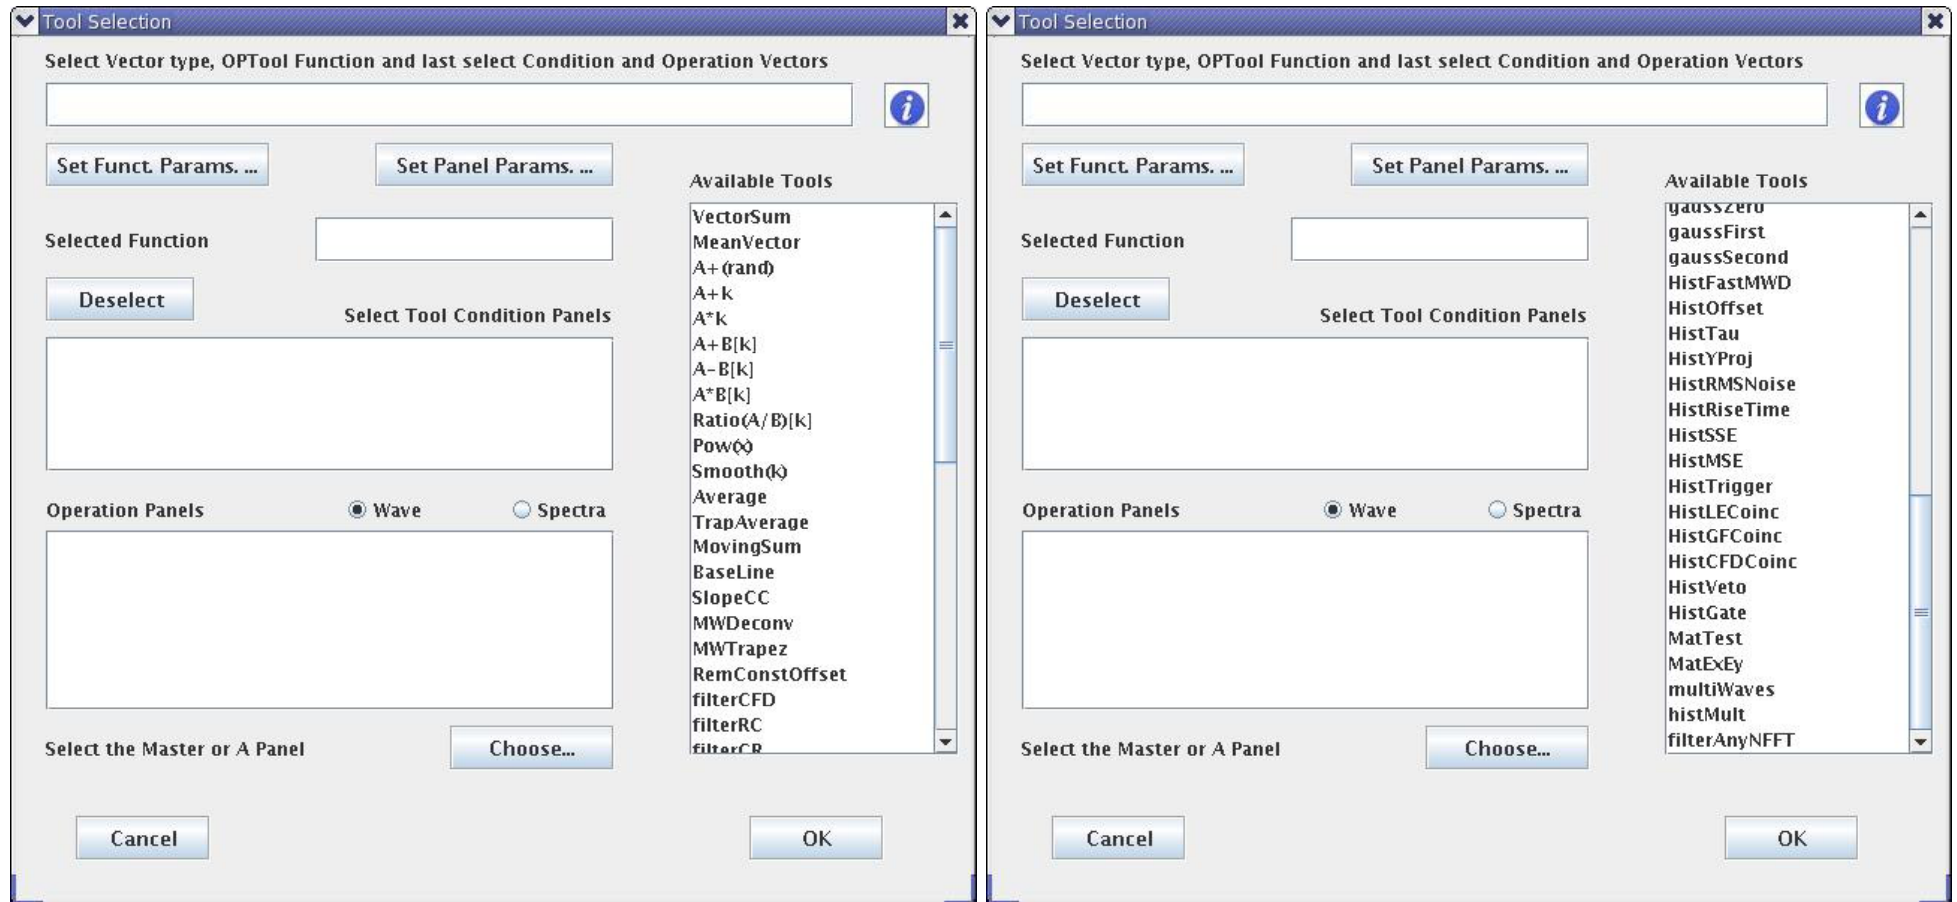 Tool Selection
Select Vector type, OPTool Function and last select Condition and Operation Vectors
i
Set Funct. Params. ...
Set Panel Params. ...
Available Tools
Selected Function
Deselect
Select Tool Condition Panels
Operation Panels
Wave
Spectra
Select the Master or A Panel
Choose...
VectorSum
MeanVector
A+(rand)
A+k
A*k
A+B[k]
A-B[k]
A*B[k]
Ratio(A/B)[k]
Pow(x)
Smooth(k)
Average
TrapAverage
MovingSum
BaseLine
SlopeCC
MWDeconv
MWTrapez
RemConstOffset
filterCFD
filterRC
filterCR
Cancel
OK
Tool Selection
Select Vector type, OPTool Function and last select Condition and Operation Vectors
i
Set Funct. Params. ...
Set Panel Params. ...
Available Tools
Selected Function
Deselect
Select Tool Condition Panels
Operation Panels
Wave
Spectra
Select the Master or A Panel
Choose...
gaussZero
gaussFirst
gaussSecond
HistFastMWD
HistOffset
HistTau
HistYProj
HistRMSNoise
HistRiseTime
HistSSE
HistMSE
HistTrigger
HistLECoinc
HistGFCoinc
HistCFDCoinc
HistVeto
HistGate
MatTest
MatExEy
multiWaves
histMult
filterAnyNFFT
Cancel
OK